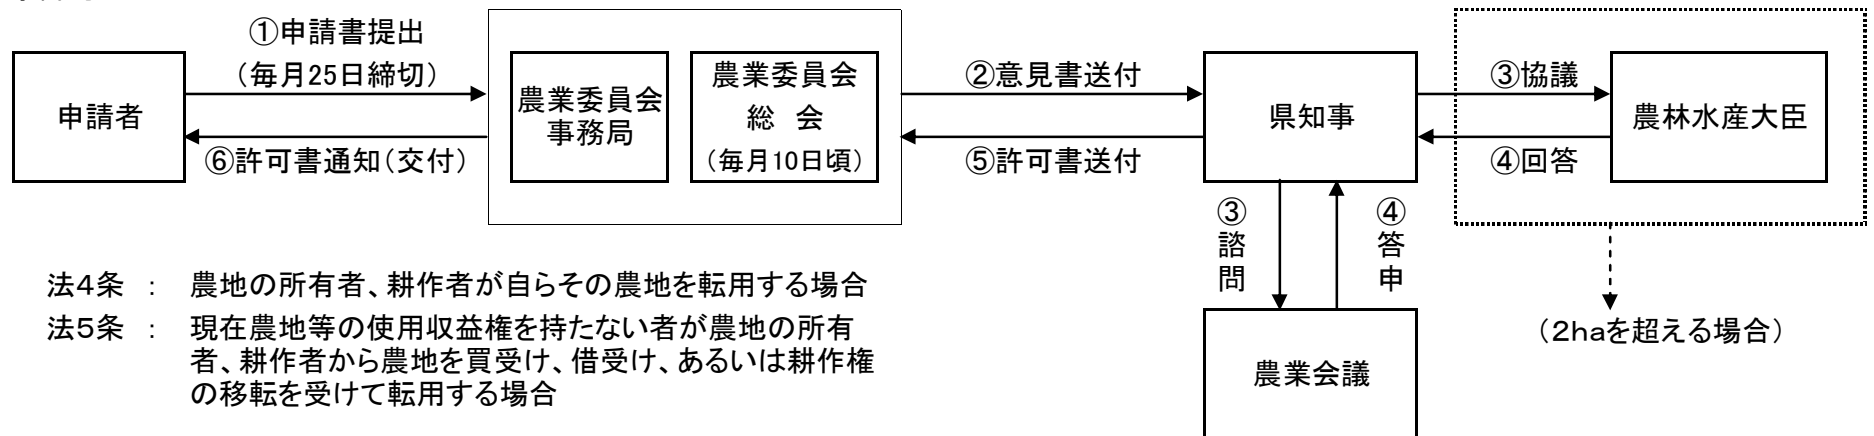 ①申請書提出
(毎月25日締切)
申請者
⑥許可書通知(交付)
農業委員会
事務局
農業委員会
総 会
(毎月10日頃)
②意見書送付
⑤許可書送付
県知事
③協議
④回答
農林水産大臣
③
諮
問
④
答
申
農業会議
(2haを超える場合)
法4条 : 農地の所有者、耕作者が自らその農地を転用する場合
法5条 : 現在農地等の使用収益権を持たない者が農地の所有
者、耕作者から農地を買受け、借受け、あるいは耕作権
の移転を受けて転用する場合